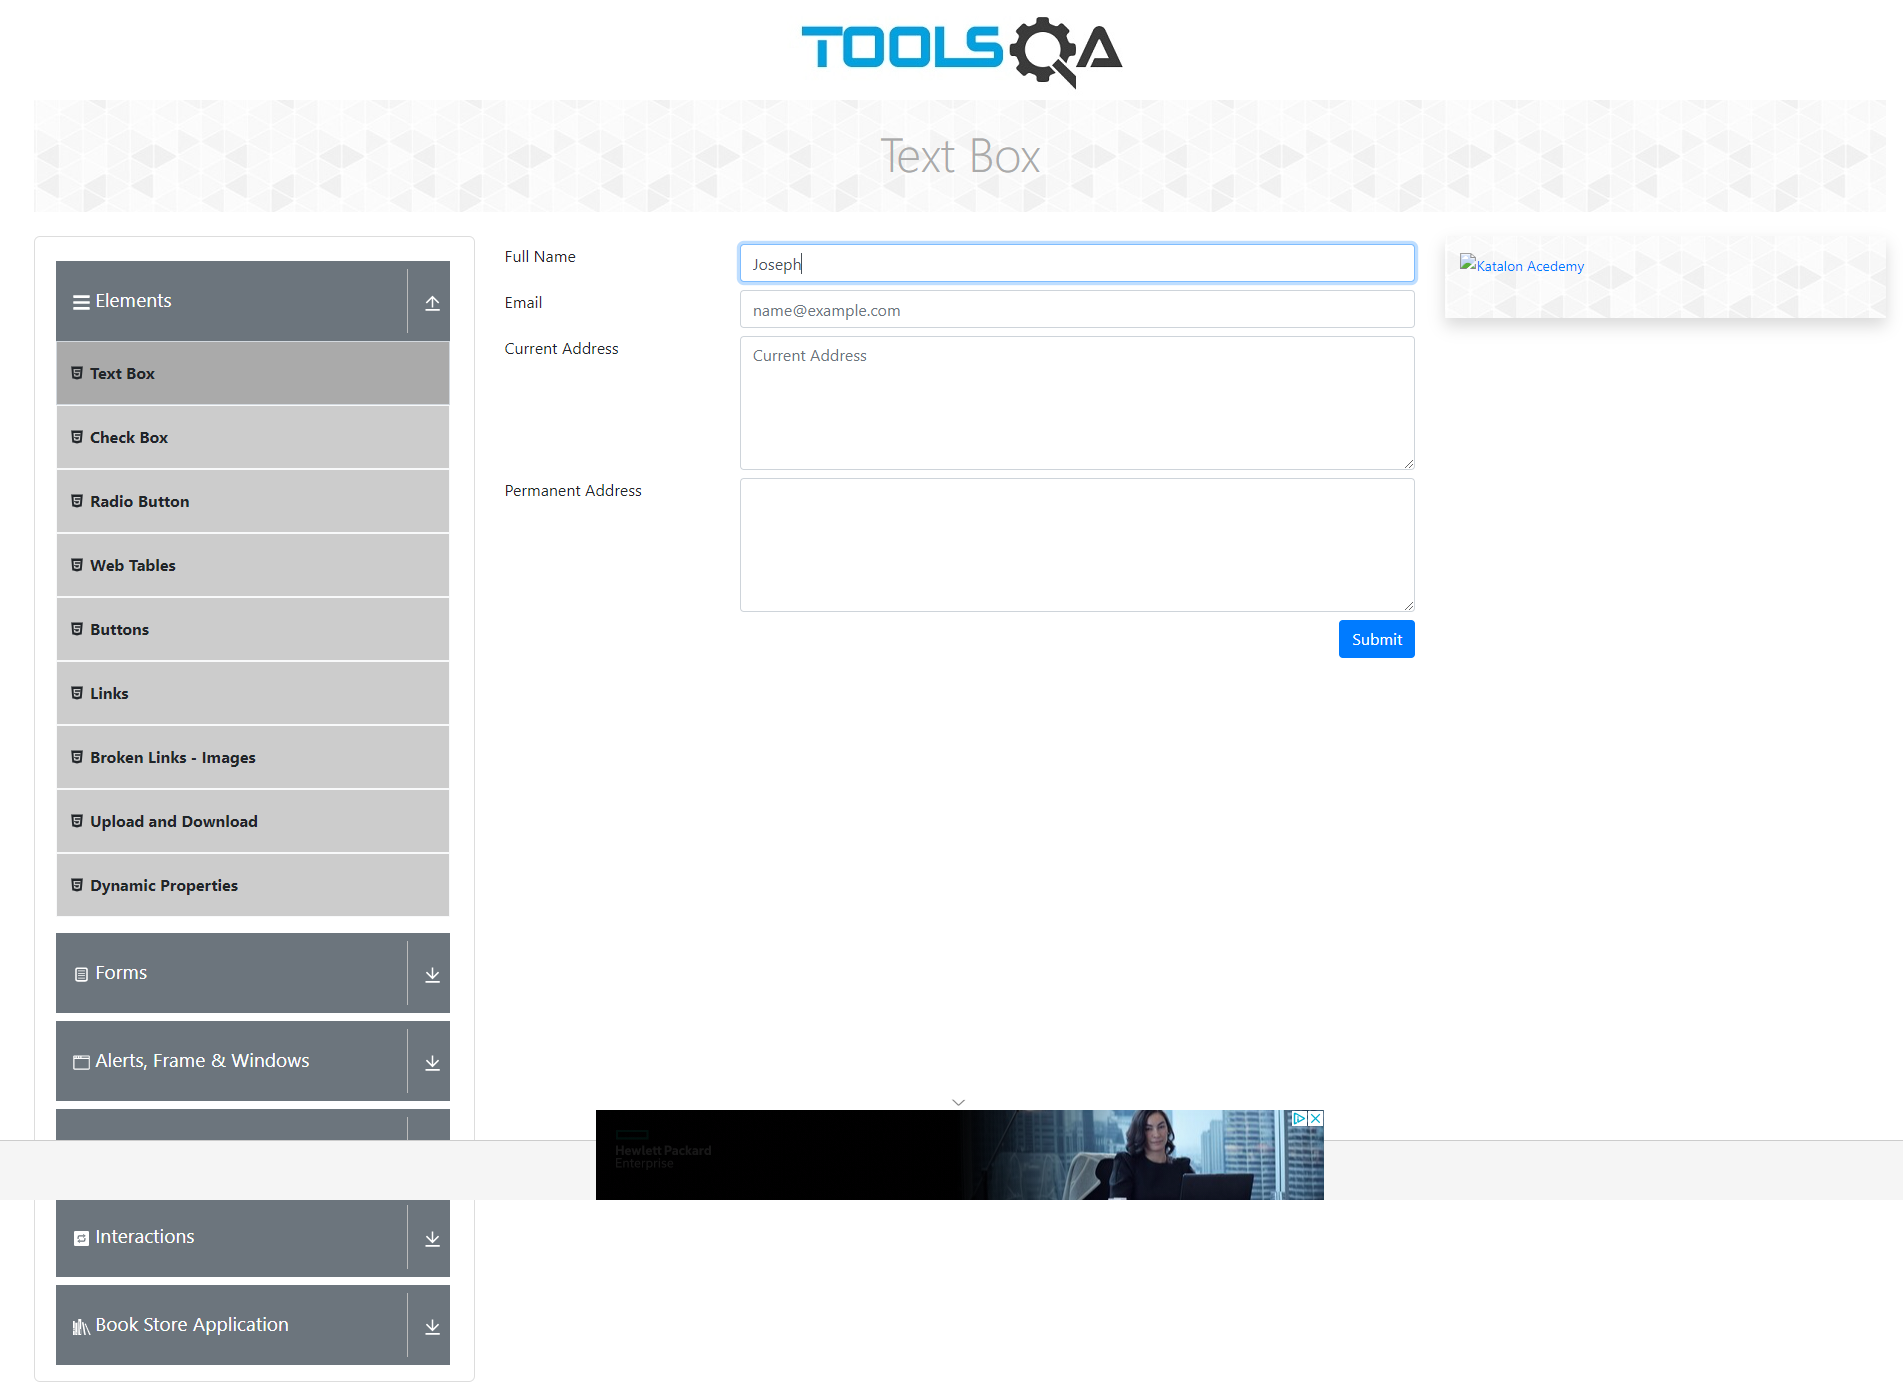 TOOLSQA
Text Box
Elements
Text Box
Check Box
Radio Button
Web Tables
Buttons
Links
Broken Links - Images
Upload and Download
Dynamic Properties
Forms
Alerts, Frame & Windows
Interactions
Book Store Application
Full Name
Joseph
Email
name@example.com
Current Address
Current Address
Permanent Address
Submit
Katalon Acedemy
Hewlett Packard
Enterprise